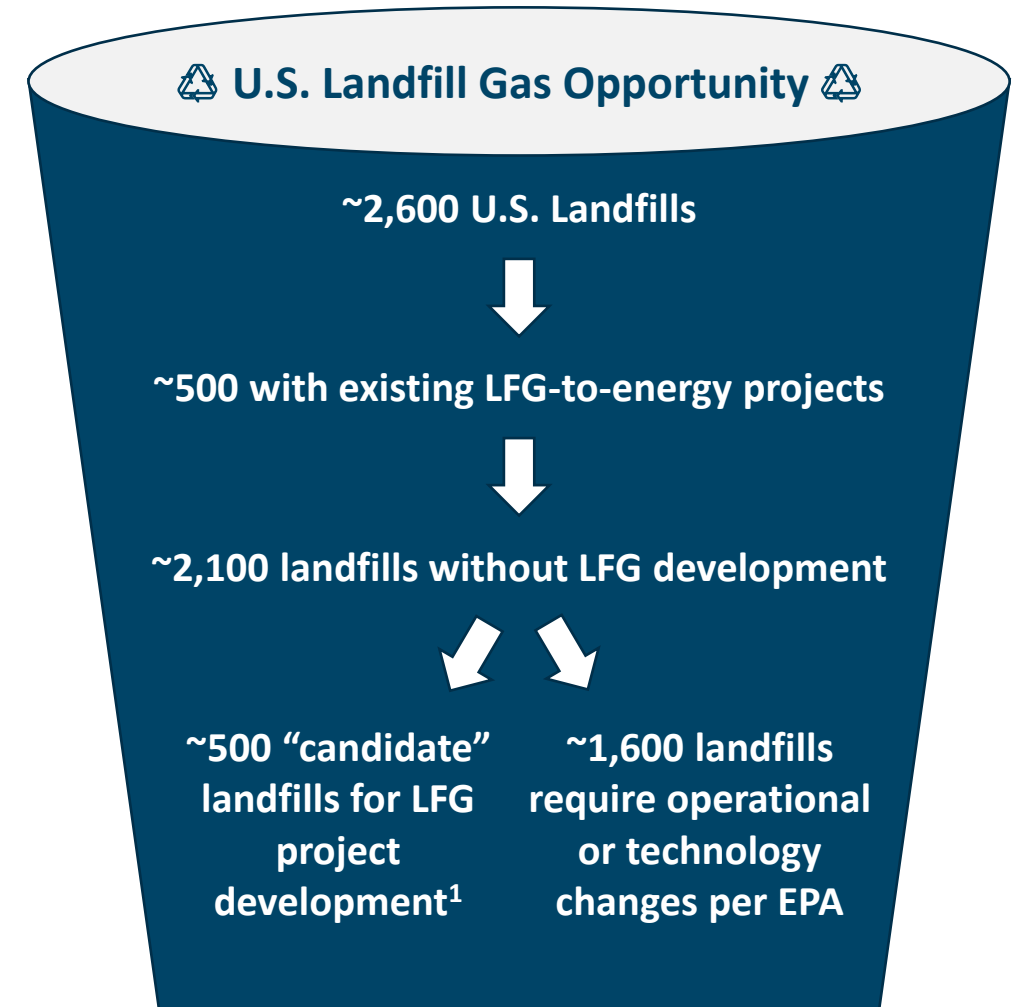 ♴ U.S. Landfill Gas Opportunity ♴
~2,600 U.S. Landfills
~500 with existing LFG-to-energy projects
~2,100 landfills without LFG development
~500 “candidate”
landfills for LFG
project
development¹
~1,600 landfills
require operational
or technology
changes per EPA